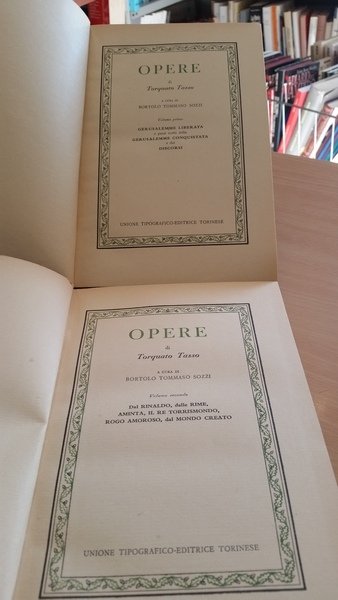 OPERE
di
Torquato Tasso
A CURA DI
BORTOLO TOMMASO SOZZI
Volume primo
GERUSALEMME LIBERATA
GERUSALEMME CONQUISTATA
e dai
DISCORSI
UNIONE TIPOGRAFICO-EDITRICE TORINESE
OPERE
di
Torquato Tasso
A CURA DI
BORTOLO TOMMASO SOZZI
Volume secondo
Dal RINALDO, dalle RIME,
AMINTA, IL RE TORRISMONDO,
ROGO AMOROSO, dal MONDO CREATO
UNIONE TIPOGRAFICO-EDITRICE TORINESE